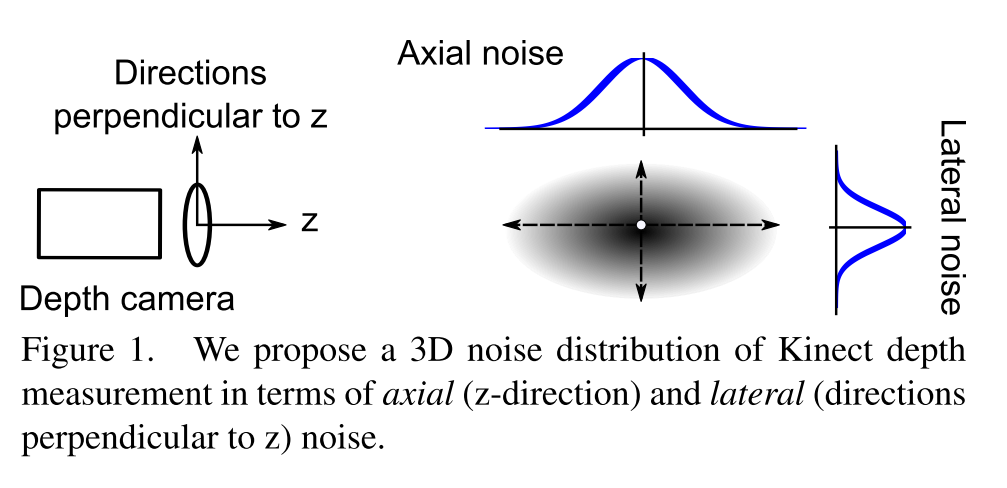 Directions
perpendicular to z
z
Depth camera
Axial noise
Lateral noise
Figure 1. We propose a 3D noise distribution of Kinect depth
measurement in terms of axial (z-direction) and lateral (directions
perpendicular to z) noise.